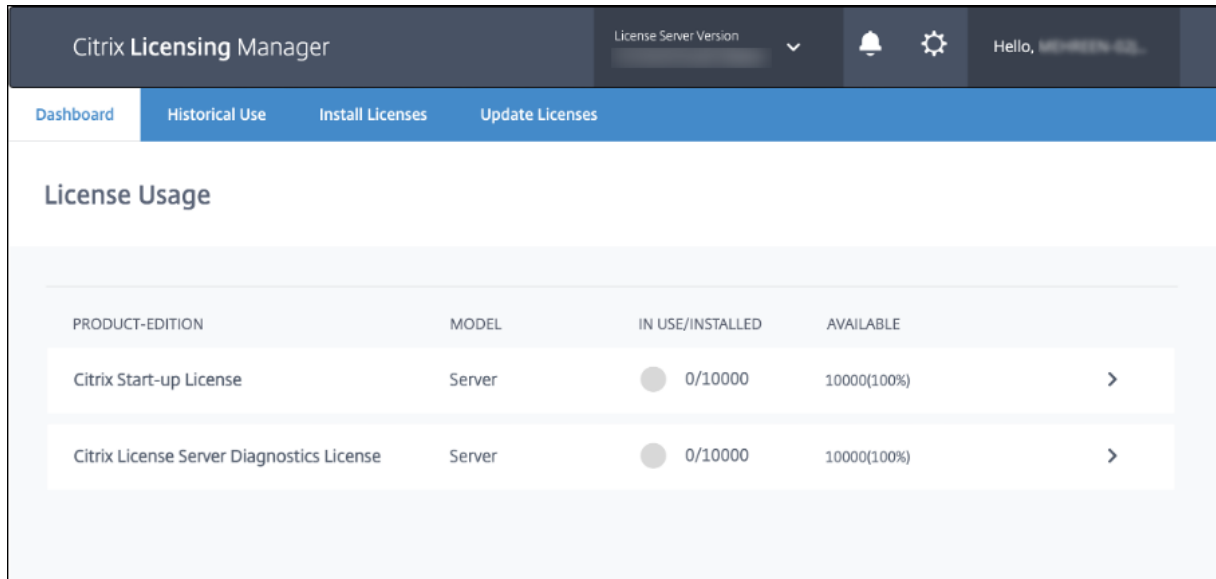 Citrix Licensing Manager
License Server Version
Hello,
Dashboard Historical Use Install Licenses Update Licenses
License Usage
PRODUCT-EDITION MODEL IN USE/INSTALLED AVAILABLE
Citrix Start-up License Server 0/10000 10000(100%)
Citrix License Server Diagnostics License Server 0/10000 10000(100%)